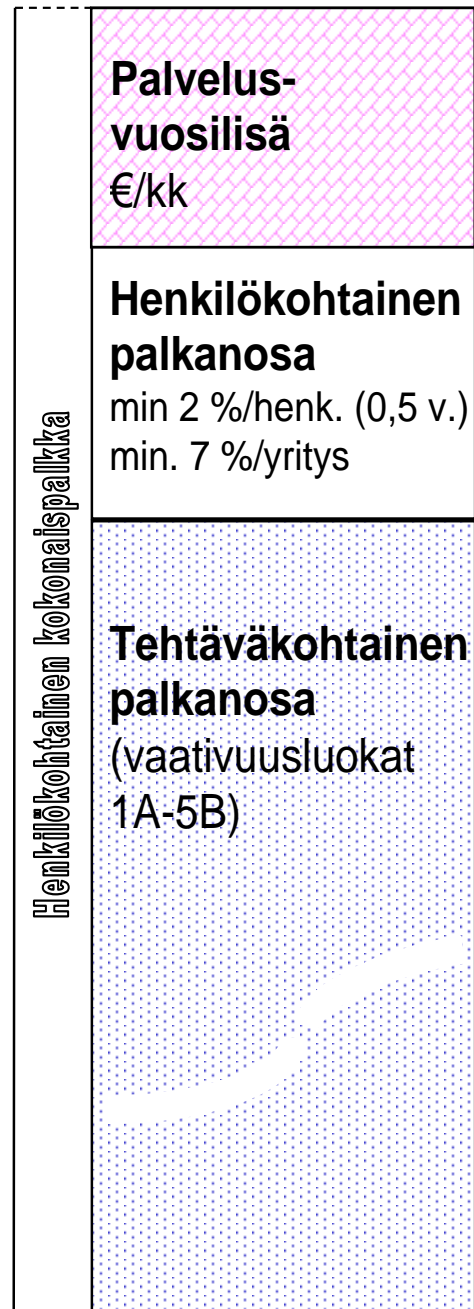 Palvelus-
vuosilisä
€/kk
Henkilökohtainen
palkanosa
min 2 %/henk. (0,5 v.)
min. 7 %/yritys
Henkilökohtainen kokonaispalkka
Tehtäväkohtainen
palkanosa
(vaativuusluokat
1A-5B)